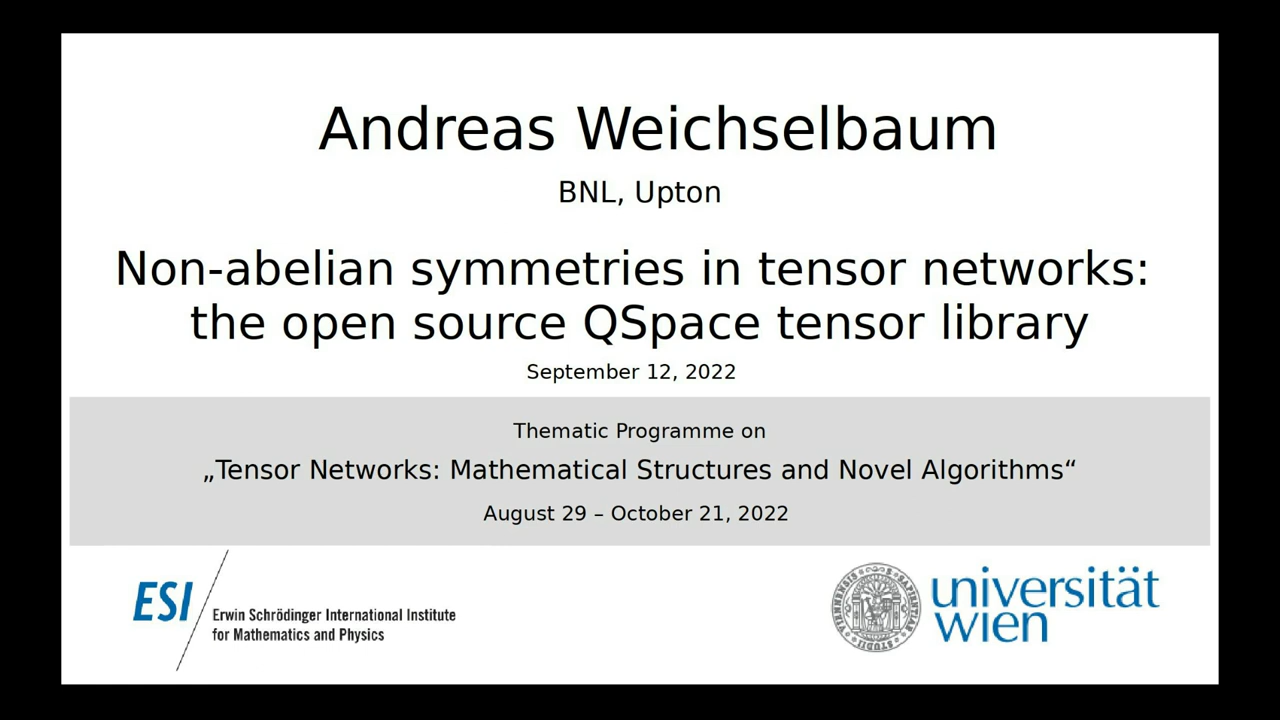 Andreas Weichselbaum
BNL, Upton
Non-abelian symmetries in tensor networks:
the open source QSpace tensor library
September 12, 2022
Thematic Programme on
„Tensor Networks: Mathematical Structures and Novel Algorithms“
August 29 – October 21, 2022
ESI
Erwin Schrödinger International Institute
for Mathematics and Physics
universität
wien